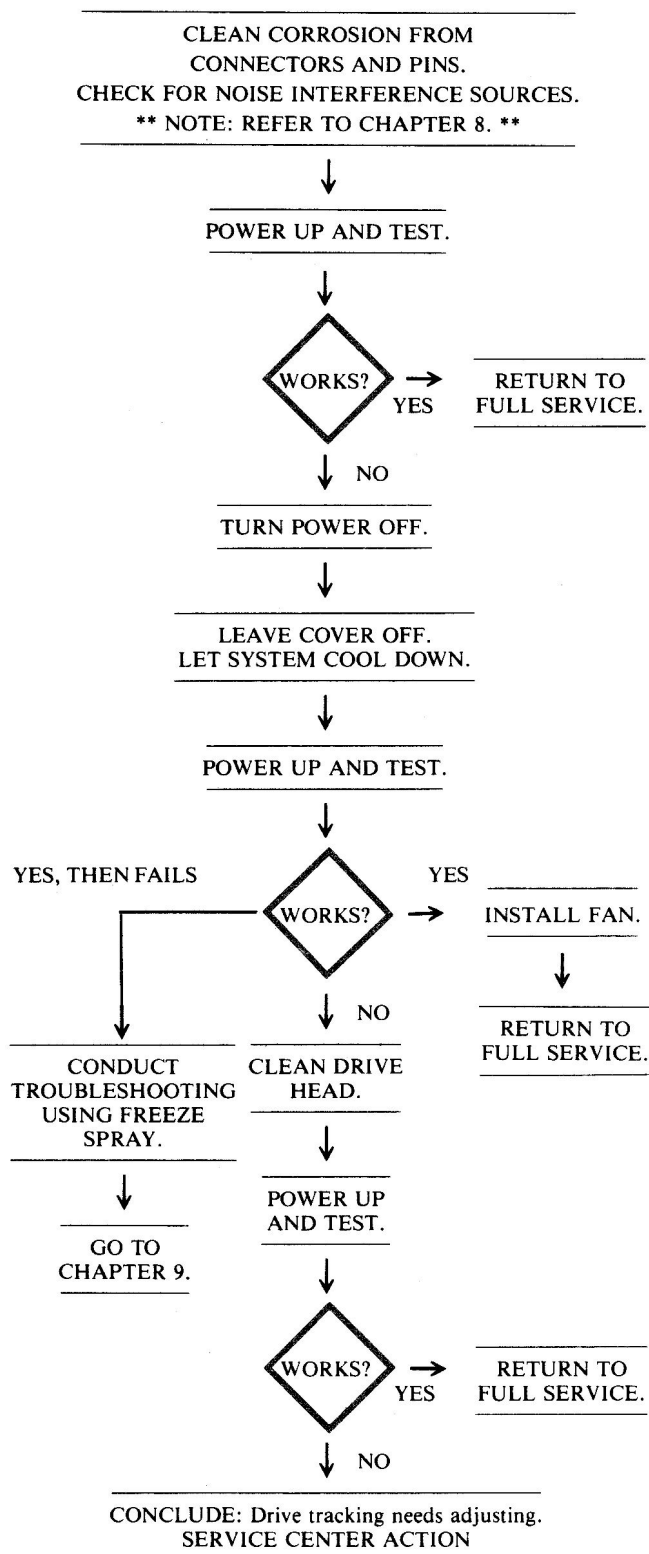 CLEAN CORROSION FROM
CONNECTORS AND PINS.
CHECK FOR NOISE INTERFERENCE SOURCES.
** NOTE: REFER TO CHAPTER 8. **
POWER UP AND TEST.
WORKS?
YES
RETURN TO
FULL SERVICE.
NO
TURN POWER OFF.
LEAVE COVER OFF.
LET SYSTEM COOL DOWN.
POWER UP AND TEST.
YES, THEN FAILS
WORKS?
YES
INSTALL FAN.
RETURN TO
FULL SERVICE.
NO
CONDUCT
TROUBLESHOOTING
USING FREEZE
SPRAY.
GO TO
CHAPTER 9.
CLEAN DRIVE
HEAD.
POWER UP
AND TEST.
WORKS?
YES
RETURN TO
FULL SERVICE.
NO
CONCLUDE: Drive tracking needs adjusting.
SERVICE CENTER ACTION